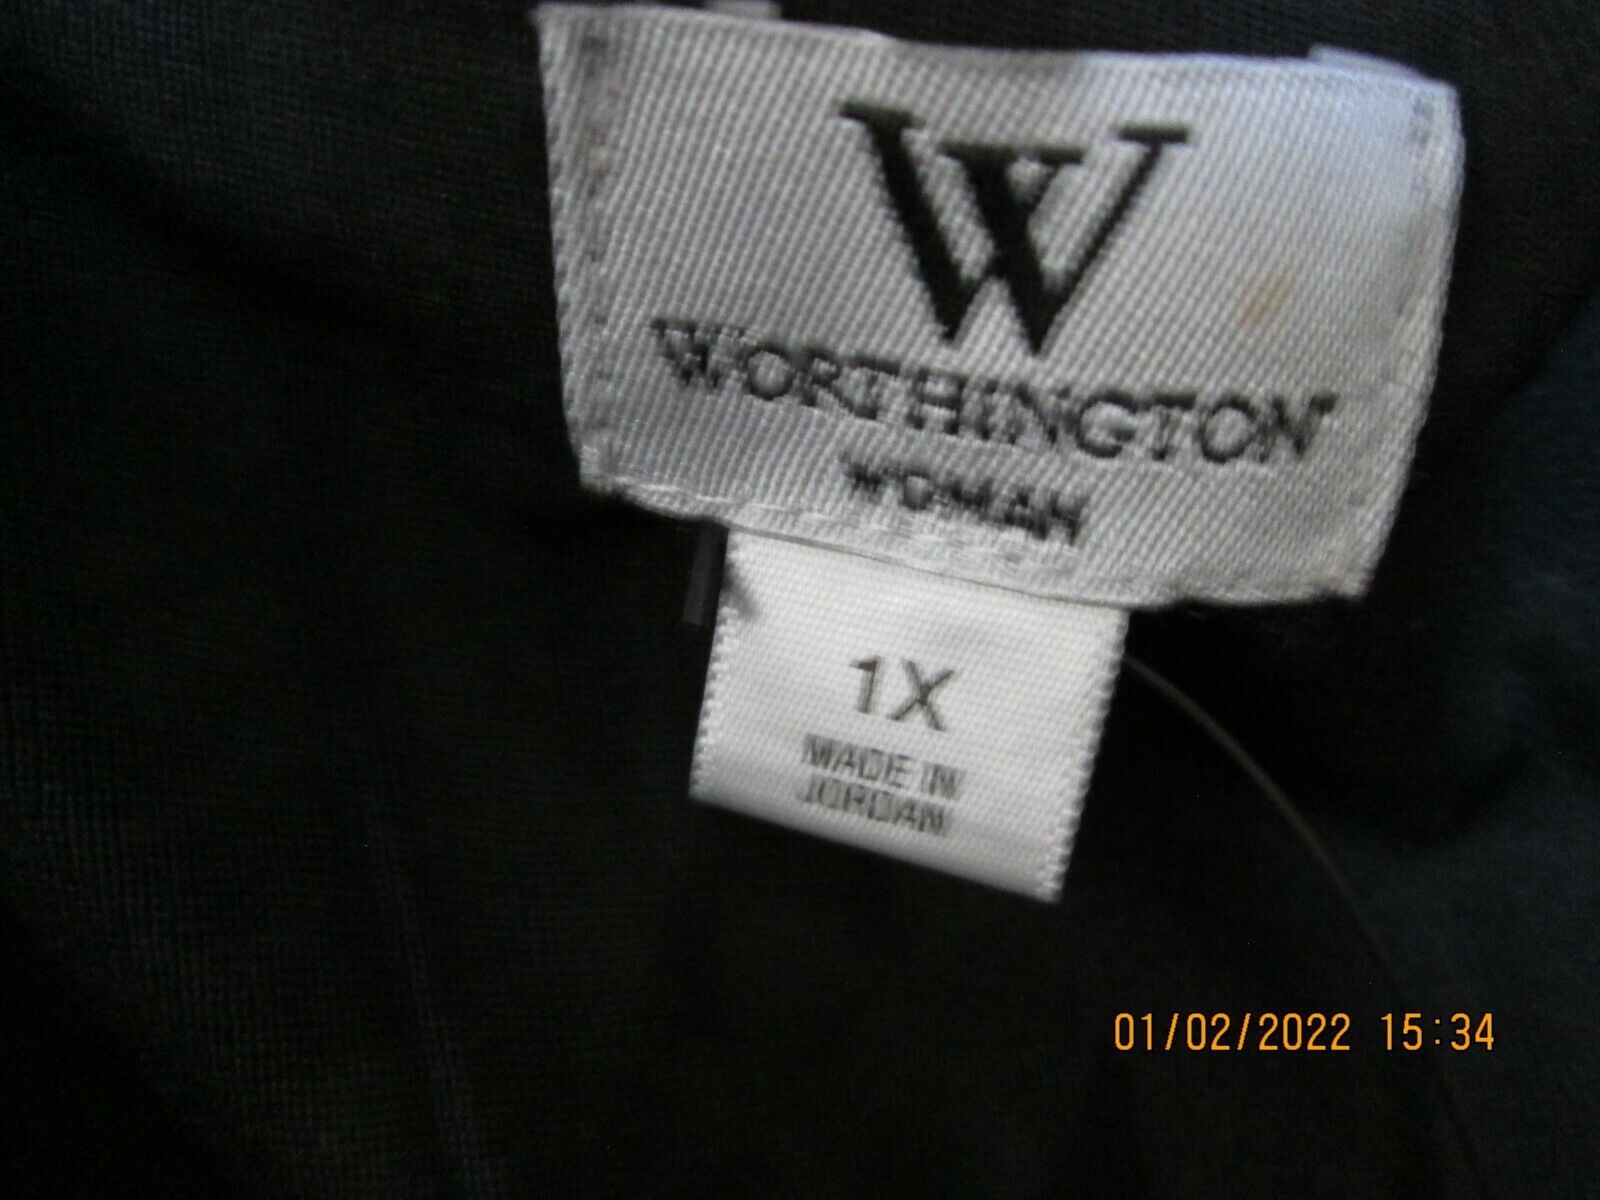 W
WORTHINGTON
WOMAN
1X
MADE IN
JORDAN
01/02/2022 15:34